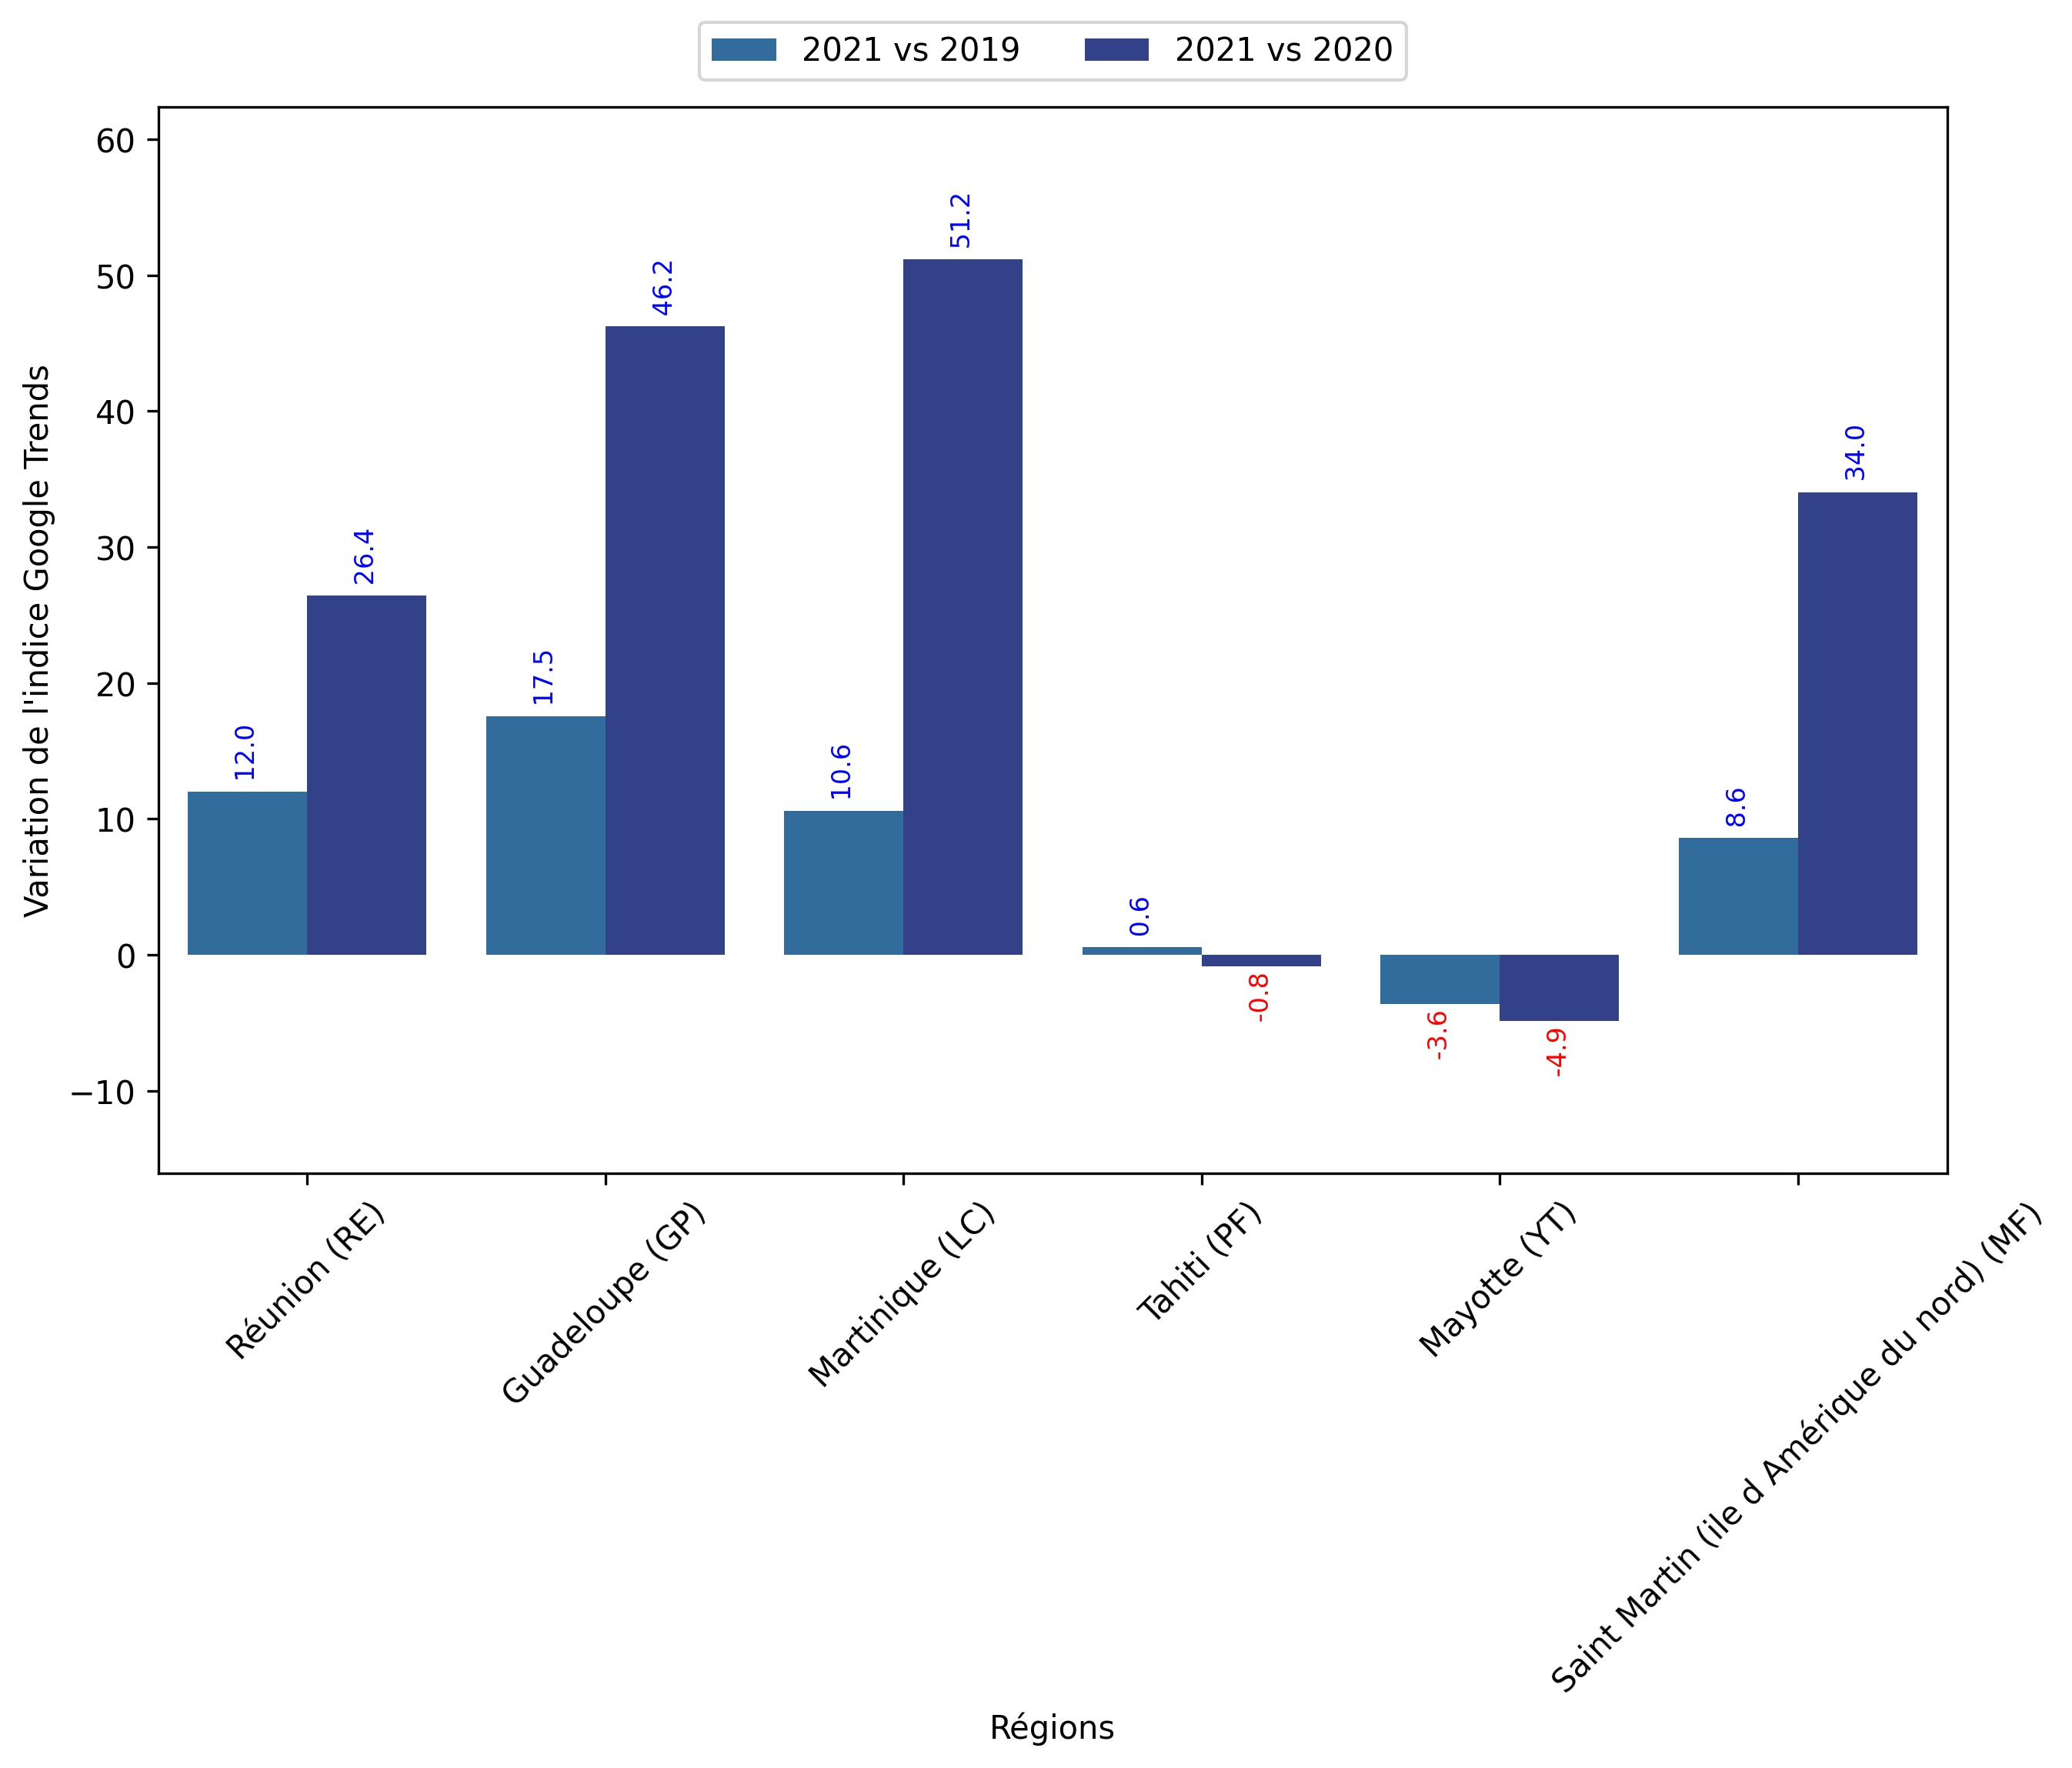 2021 vs 2019
2021 vs 2020
Variation de l'indice Google Trends
60
50
40
30
20
10
0
−10
12.0
26.4
17.5
46.2
10.6
51.2
0.6
-0.8
-3.6
-4.9
8.6
34.0
Réunion (RE)
Guadeloupe (GP)
Martinique (LC)
Tahiti (PF)
Mayotte (YT)
Saint Martin (ile d Amérique du nord) (MF)
Régions